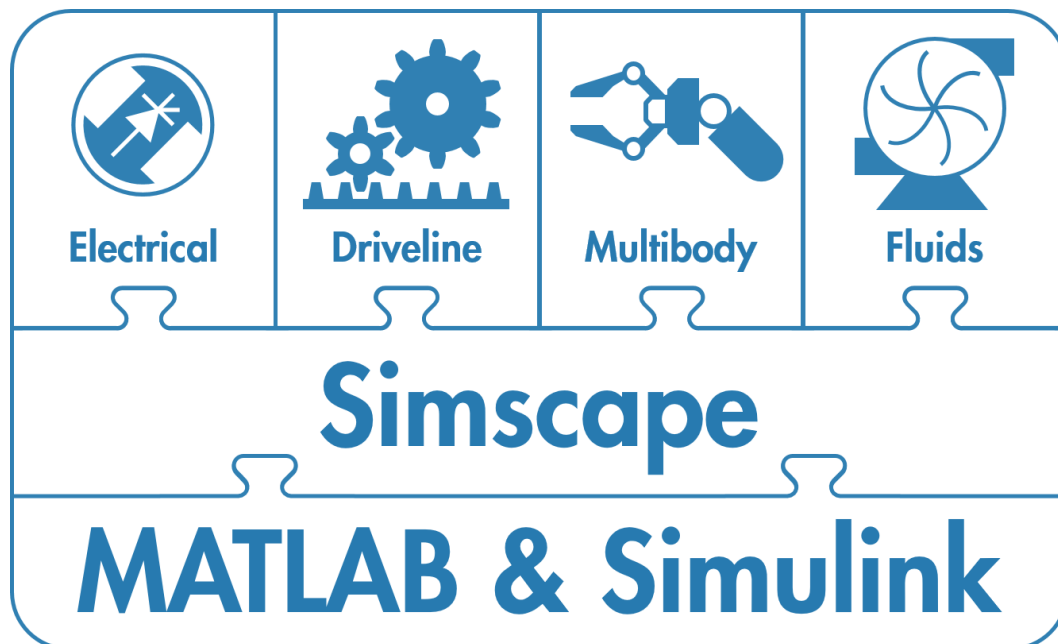 Electrical
Driveline
Multibody
Fluids
Simscape
MATLAB & Simulink